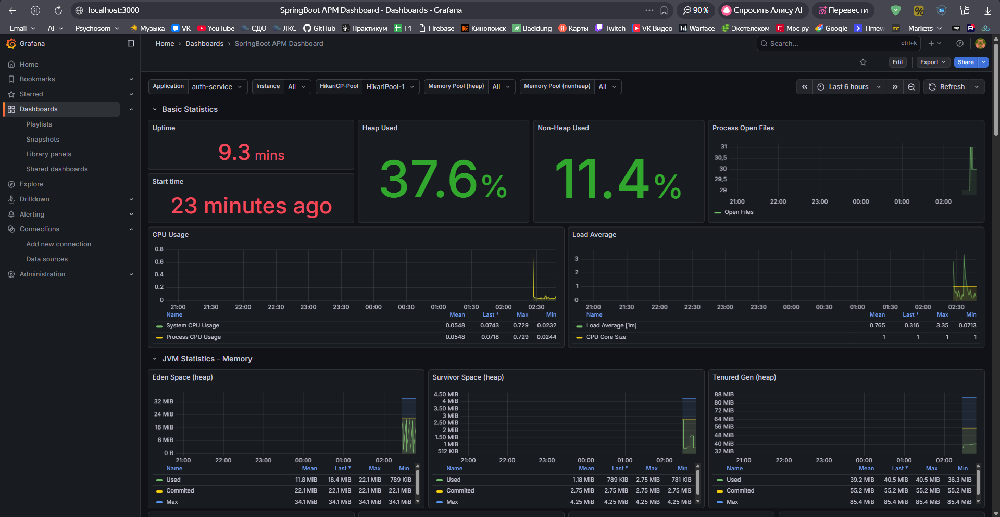 localhost:3000
SpringBoot APM Dashboard - Dashboards - Grafana
90%
Спросить Алису AI
Перевести
Email
AI
Psychosom
Музыка
VK
YouTube
СДО
ЛКС
GitHub
Практикум
F1
Firebase
Кинопоиск
Baeldung
Карты
Twitch
VK Видео
Warface
Экотелеком
Мос ру
Google
Timew
Markets
Grafana
Home › Dashboards › SpringBoot APM Dashboard
Search...
ctrl+k
Edit
Export
Share
Home
Bookmarks
Starred
Dashboards
Playlists
Snapshots
Library panels
Shared dashboards
Explore
Drilldown
Alerting
Connections
Add new connection
Data sources
Administration
Application auth-service
Instance All
HikariCP-Pool HikariPool-1
Memory Pool (heap) All
Memory Pool (nonheap) All
Last 6 hours
Refresh
Basic Statistics
Uptime
9.3 mins
Start time
23 minutes ago
Heap Used
37.6%
Non-Heap Used
11.4%
Process Open Files
31
30,5
30
29,5
29
21:00 22:00 23:00 00:00 01:00 02:00
Open Files
CPU Usage
0.8
0.6
0.4
0.2
0
21:00 21:30 22:00 22:30 23:00 23:30 00:00 00:30 01:00 01:30 02:00 02:30
Name Mean Last * Max Min
System CPU Usage 0.0548 0.0743 0.729 0.0232
Process CPU Usage 0.0548 0.0718 0.729 0.0244
Load Average
3
2
1
0
21:00 21:30 22:00 22:30 23:00 23:30 00:00 00:30 01:00 01:30 02:00 02:30
Name Mean Last * Max Min
Load Average [1m] 0.765 0.316 3.35 0.0713
CPU Core Size 1 1 1 1
JVM Statistics - Memory
Eden Space (heap)
32 MiB
24 MiB
16 MiB
8 MiB
0 B
21:00 22:00 23:00 00:00 01:00 02:00
Name Mean Last * Max Min
Used 11.8 MiB 18.4 MiB 22.1 MiB 789 KiB
Commited 22.1 MiB 22.1 MiB 22.1 MiB 22.1 MiB
Max 34.1 MiB 34.1 MiB 34.1 MiB 34.1 MiB
Survivor Space (heap)
4.50 MiB
4 MiB
3.50 MiB
3 MiB
2.50 MiB
2 MiB
1.50 MiB
1 MiB
512 KiB
21:00 22:00 23:00 00:00 01:00 02:00
Name Mean Last * Max Min
Used 1.18 MiB 789 KiB 2.75 MiB 781 KiB
Commited 2.75 MiB 2.75 MiB 2.75 MiB 2.75 MiB
Max 4.25 MiB 4.25 MiB 4.25 MiB 4.25 MiB
Tenured Gen (heap)
88 MiB
80 MiB
72 MiB
64 MiB
56 MiB
48 MiB
40 MiB
32 MiB
21:00 22:00 23:00 00:00 01:00 02:00
Name Mean Last * Max Min
Used 39.2 MiB 40.5 MiB 40.5 MiB 36.3 MiB
Commited 55.2 MiB 55.2 MiB 55.2 MiB 55.2 MiB
Max 85.4 MiB 85.4 MiB 85.4 MiB 85.4 MiB